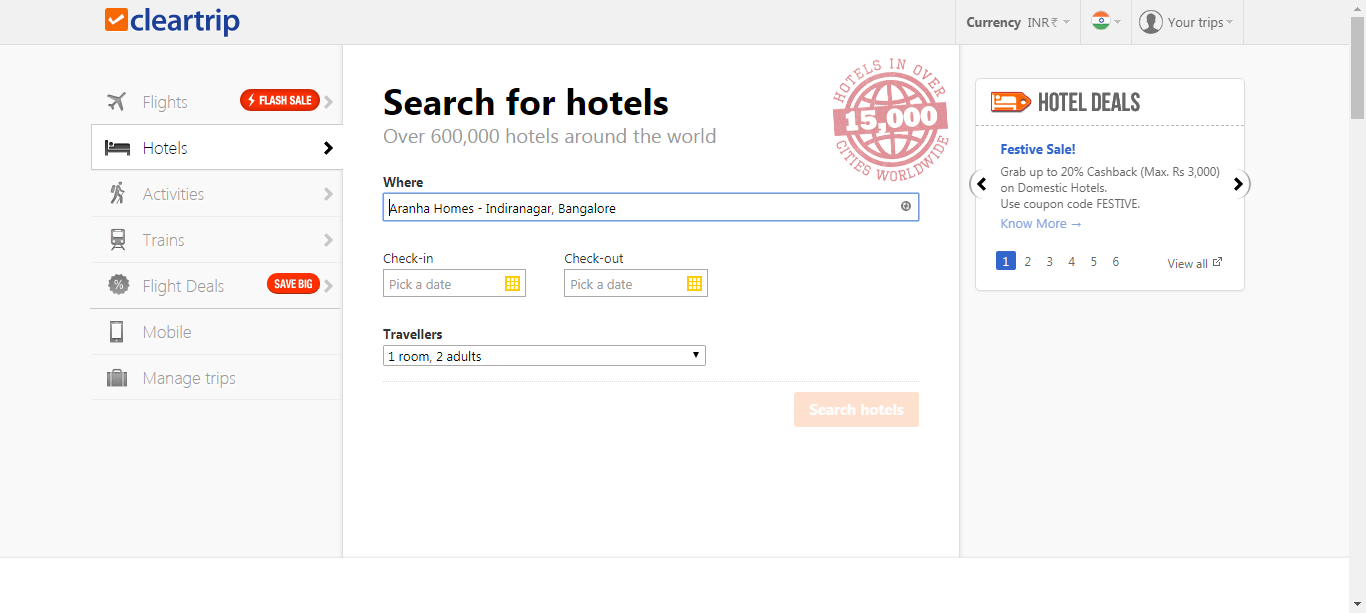 cleartrip
Currency INR₹
Your trips
Flights FLASH SALE
Hotels
Activities
Trains
Flight Deals SAVE BIG
Mobile
Manage trips
Search for hotels
Over 600,000 hotels around the world
HOTELS IN OVER
15,000
CITIES WORLDWIDE
Where
Aranha Homes - Indiranagar, Bangalore
Check-in Check-out
Pick a date Pick a date
Travellers
1 room, 2 adults
Search hotels
HOTEL DEALS
Festive Sale!
Grab up to 20% Cashback (Max. Rs 3,000)
on Domestic Hotels.
Use coupon code FESTIVE.
Know More →
1 2 3 4 5 6 View all